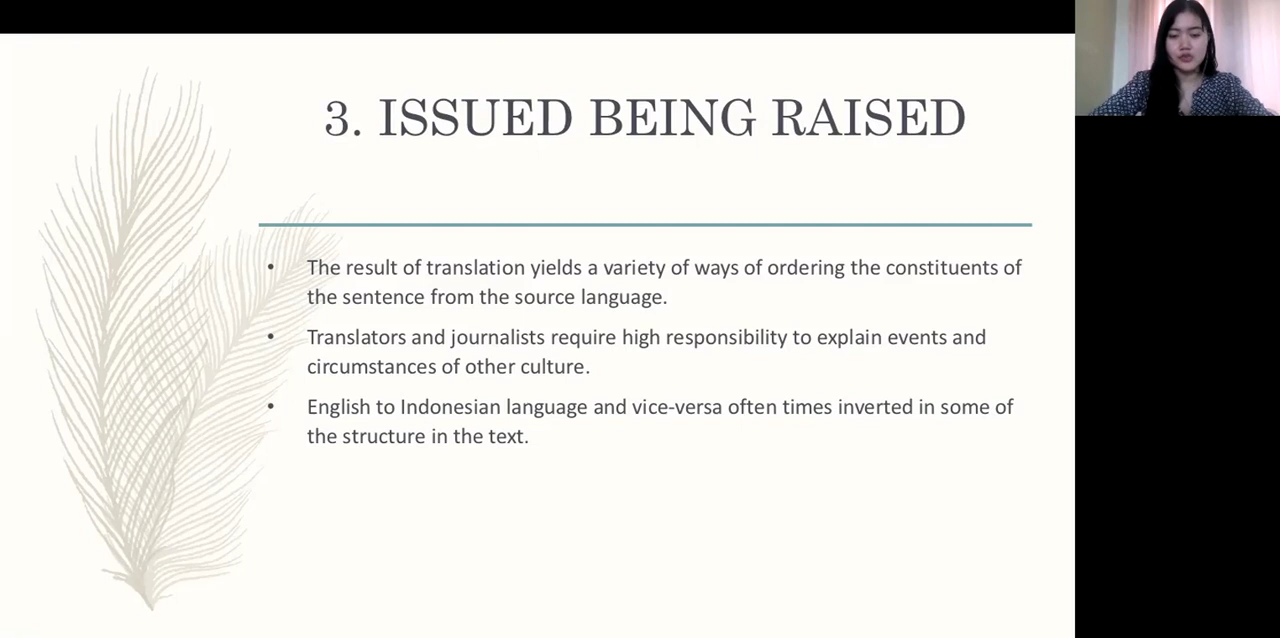 3. ISSUED BEING RAISED
• The result of translation yields a variety of ways of ordering the constituents of
the sentence from the source language.
• Translators and journalists require high responsibility to explain events and
circumstances of other culture.
• English to Indonesian language and vice-versa often times inverted in some of
the structure in the text.